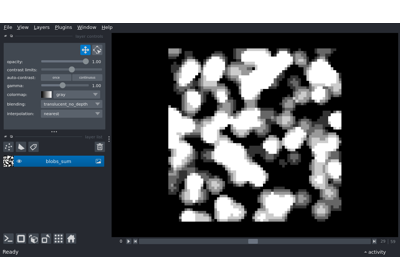 File View Layers Plugins Window Help
opacity: 1.00
contrast limits:
auto-contrast: once continuous
gamma: 1.00
colormap: gray
blending: translucent_no_depth
interpolation: nearest
blobs_sum
Ready
activity